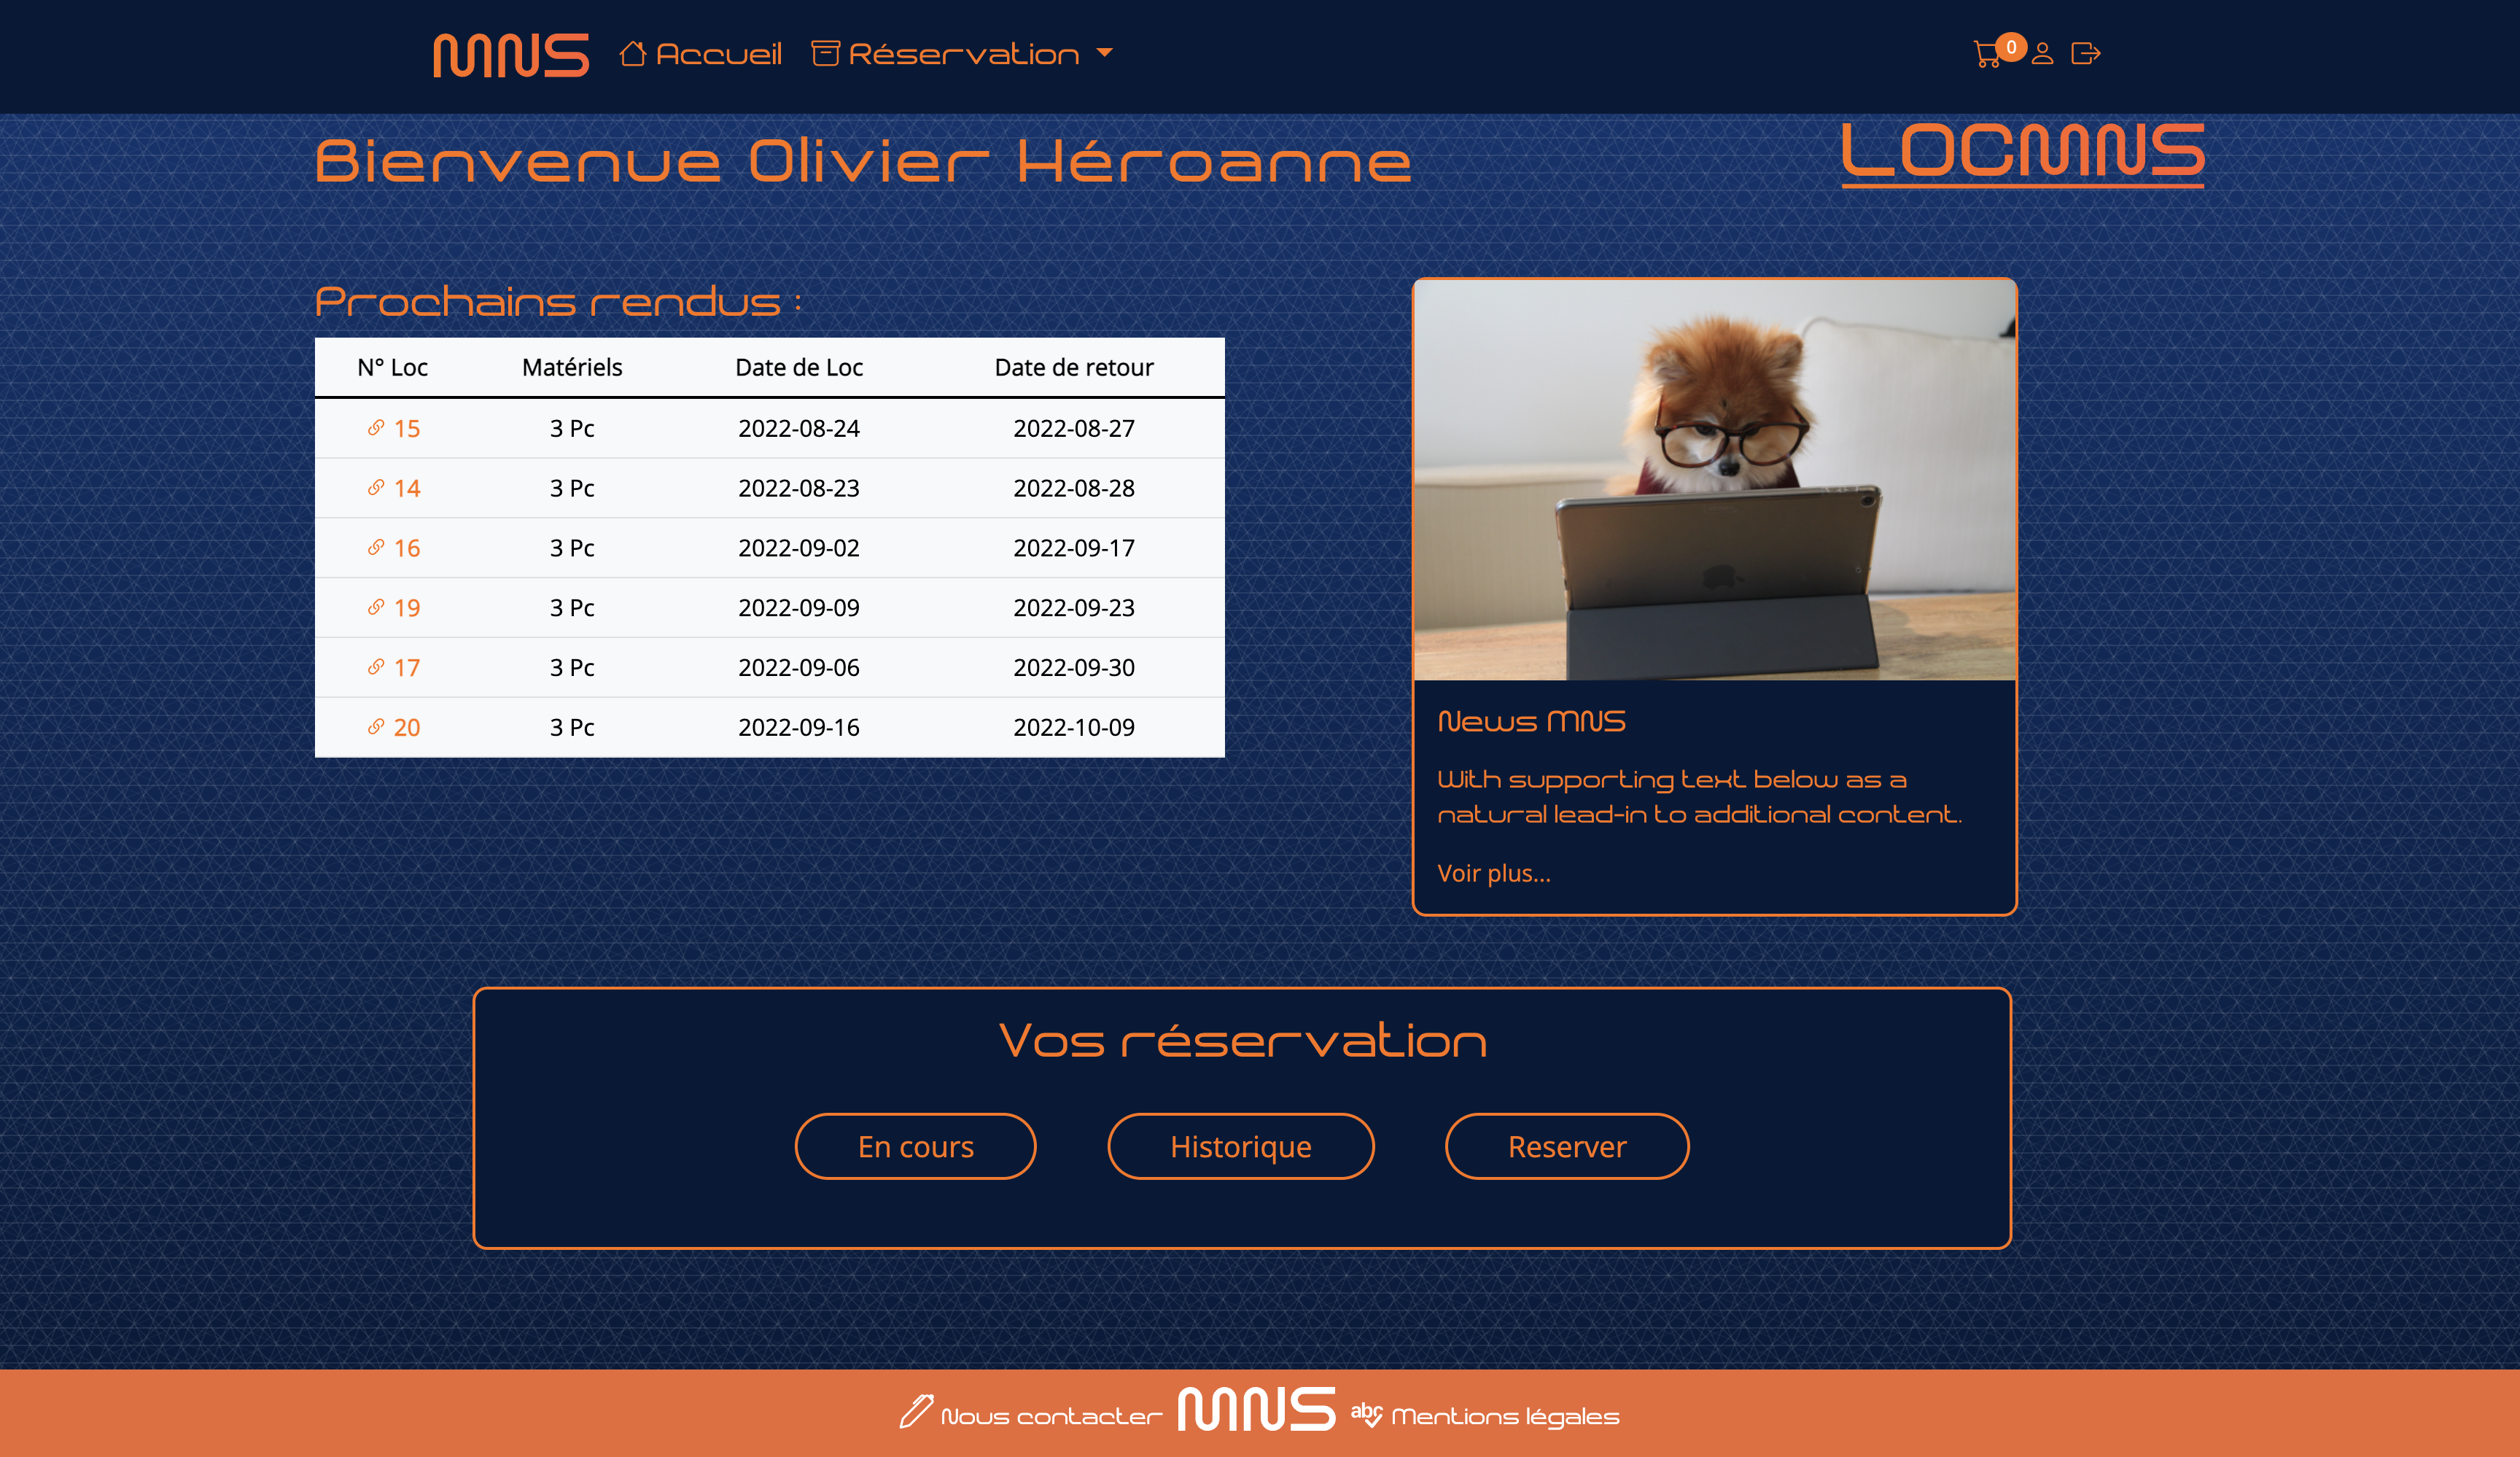 MNS Accueil Réservation 0
Bienvenue Olivier Héroanne
LOCMNS
Prochains rendus :
N° Loc Matériels Date de Loc Date de retour
15 3 Pc 2022-08-24 2022-08-27
14 3 Pc 2022-08-23 2022-08-28
16 3 Pc 2022-09-02 2022-09-17
19 3 Pc 2022-09-09 2022-09-23
17 3 Pc 2022-09-06 2022-09-30
20 3 Pc 2022-09-16 2022-10-09
News MNS
With supporting text below as a
natural lead-in to additional content.
Voir plus...
Vos réservation
En cours Historique Reserver
Nous contacter MNS abc Mentions légales